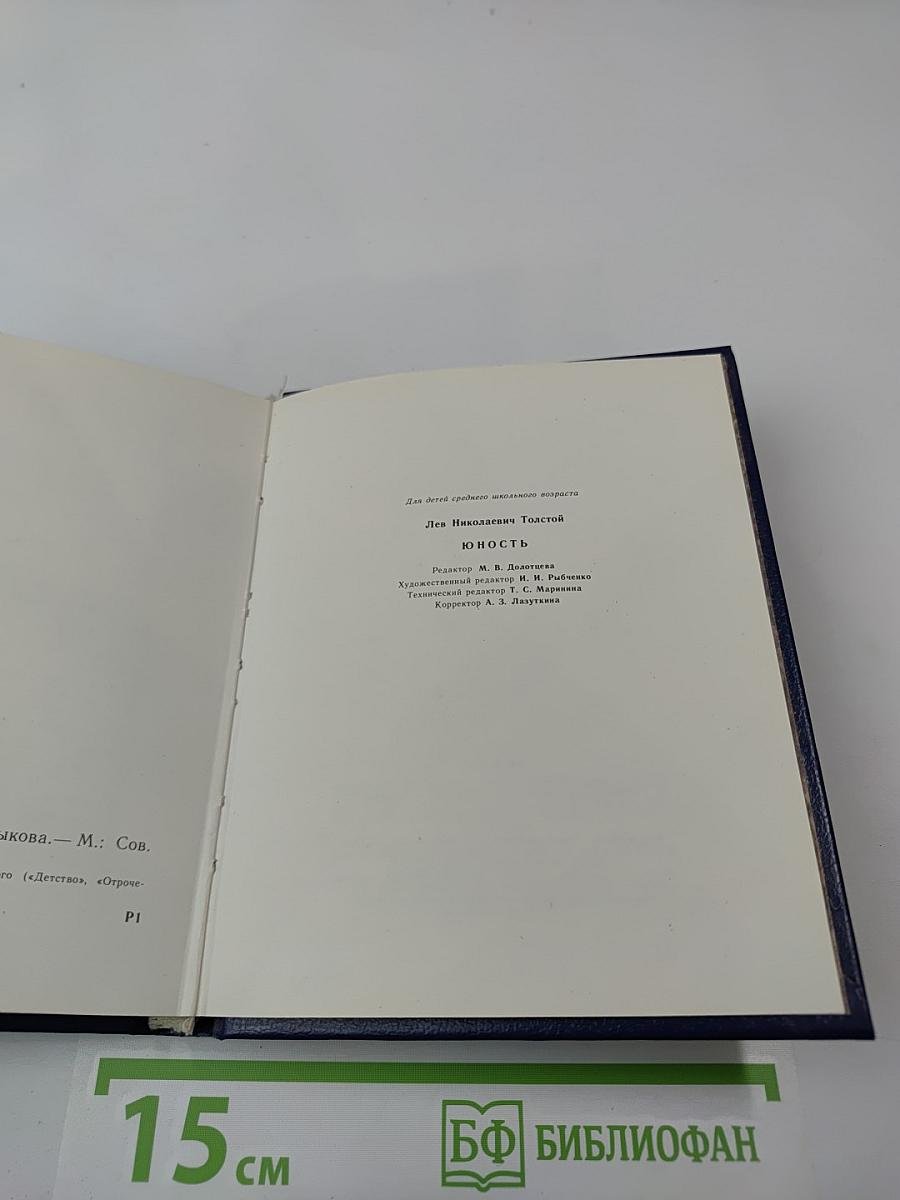 ыкова.— М.: Сов.
го («Детство», «Отроче-
Р1
Для детей среднего школьного возраста
Лев Николаевич Толстой
ЮНОСТЬ
Редактор М. В. Долотцева
Художественный редактор И. И. Рыбченко
Технический редактор Т. С. Маринина
Корректор А. З. Лазуткина
15 см
БФ БИБЛИОФАН